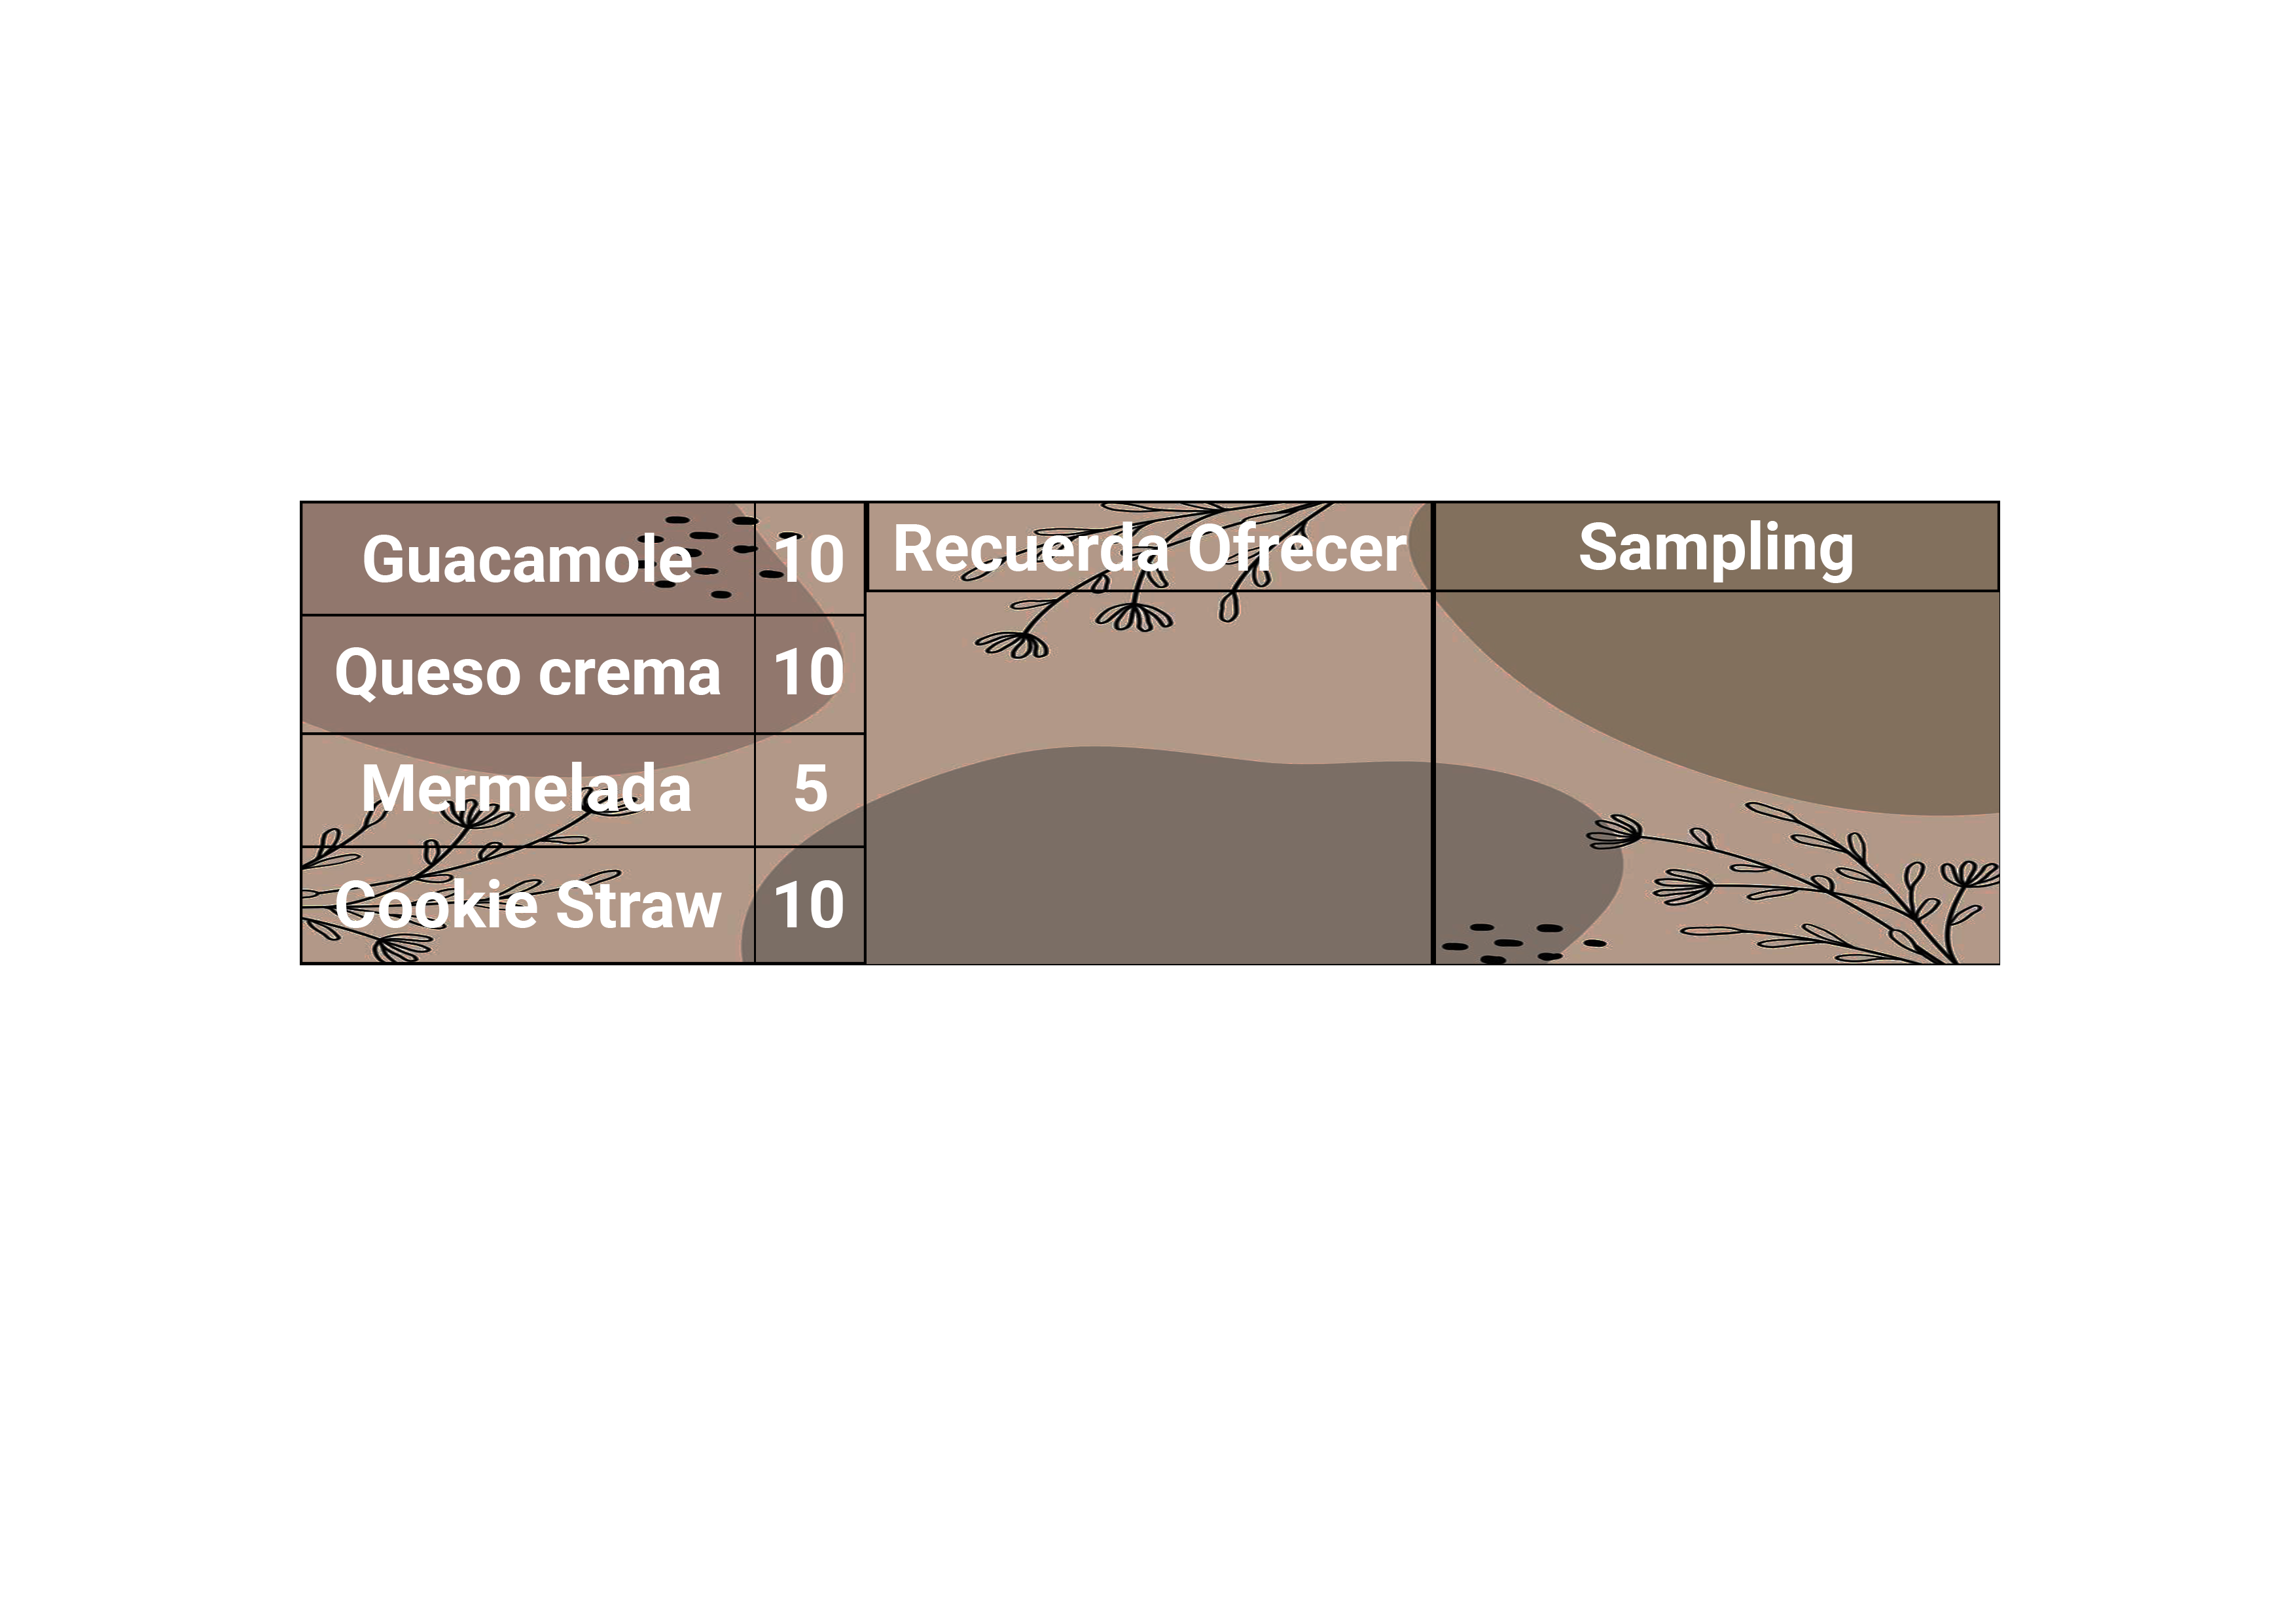 Guacamole 10
Queso crema 10
Mermelada 5
Cookie Straw 10
Recuerda Ofrecer
Sampling